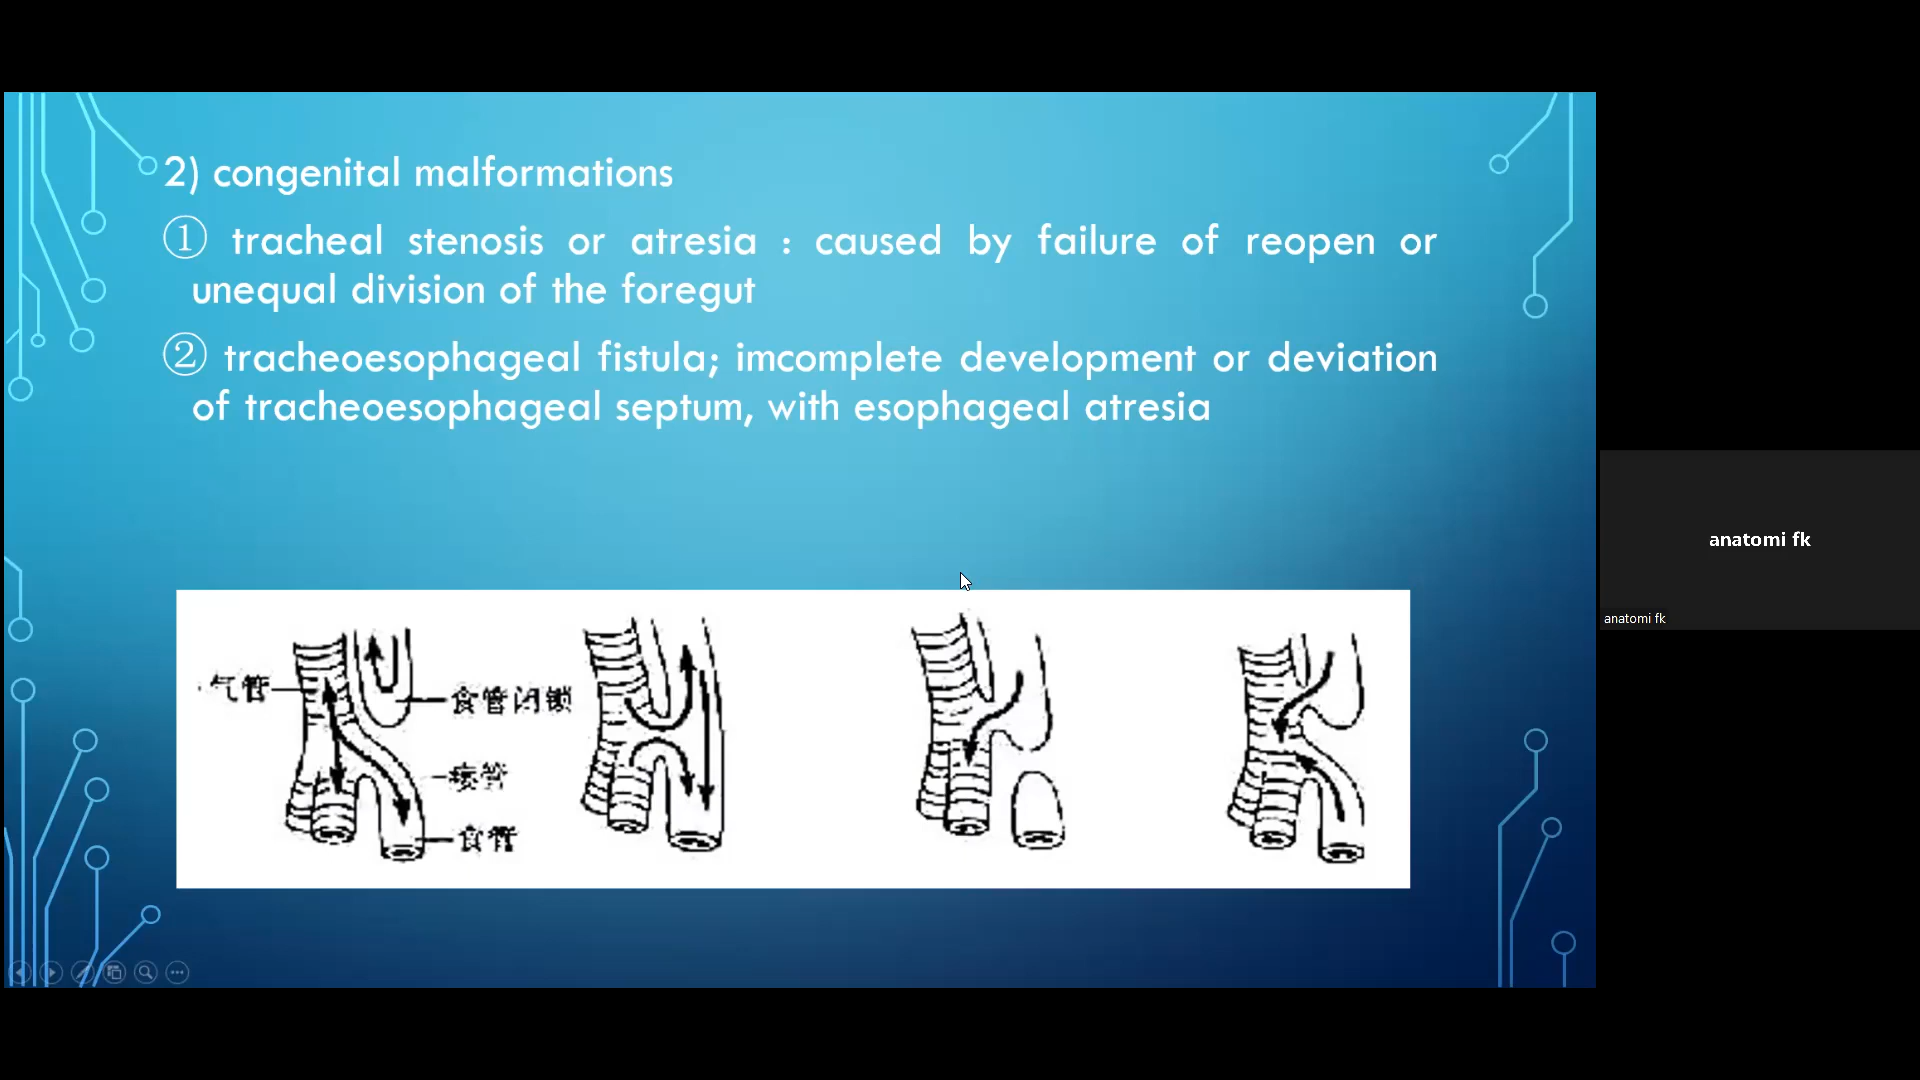 2) congenital malformations
① tracheal stenosis or atresia : caused by failure of reopen or
unequal division of the foregut
② tracheoesophageal fistula; imcomplete development or deviation
of tracheoesophageal septum, with esophageal atresia
气管
食管闭锁
瘘管
食管
anatomi fk
anatomi fk